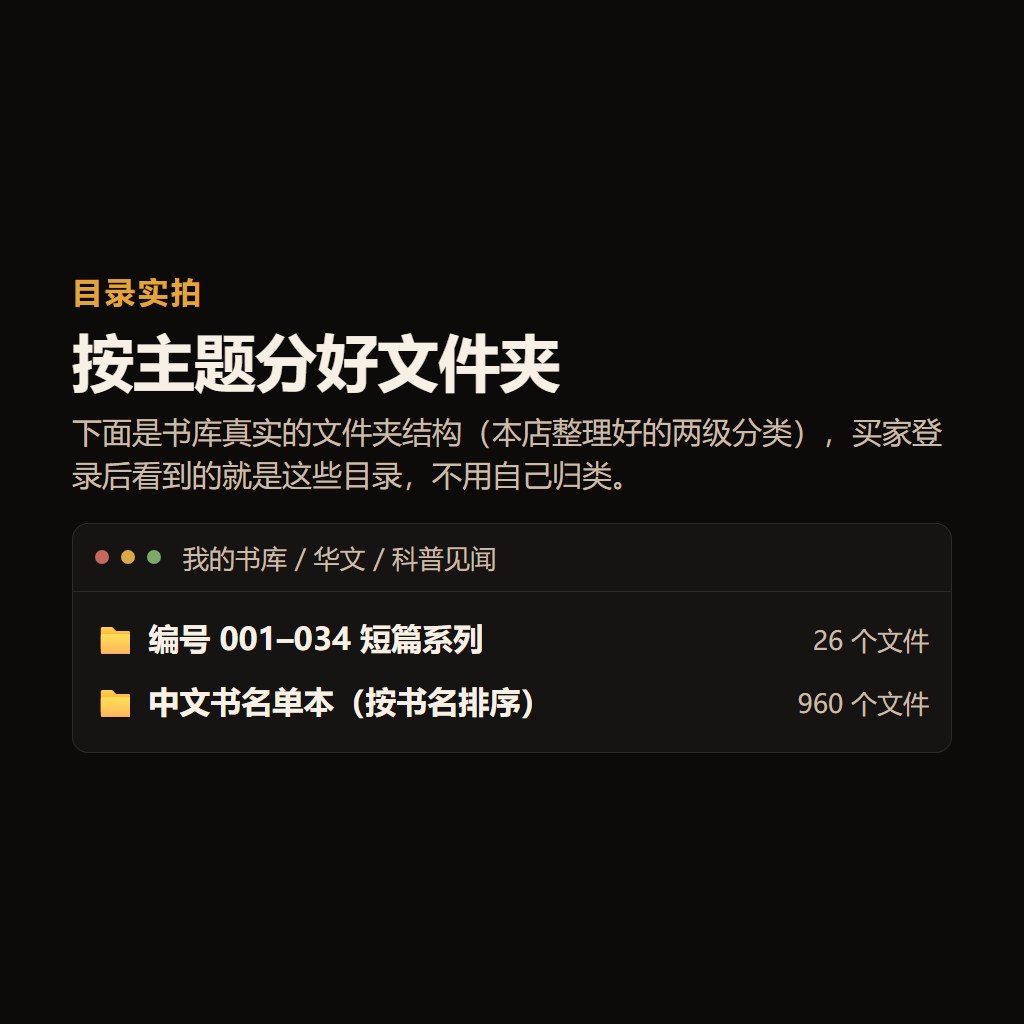 目录实拍
按主题分好文件夹
下面是书库真实的文件夹结构（本店整理好的两级分类），买家登
录后看到的就是这些目录，不用自己归类。
我的书库 / 华文 / 科普见闻
编号 001–034 短篇系列 26 个文件
中文书名单本（按书名排序） 960 个文件